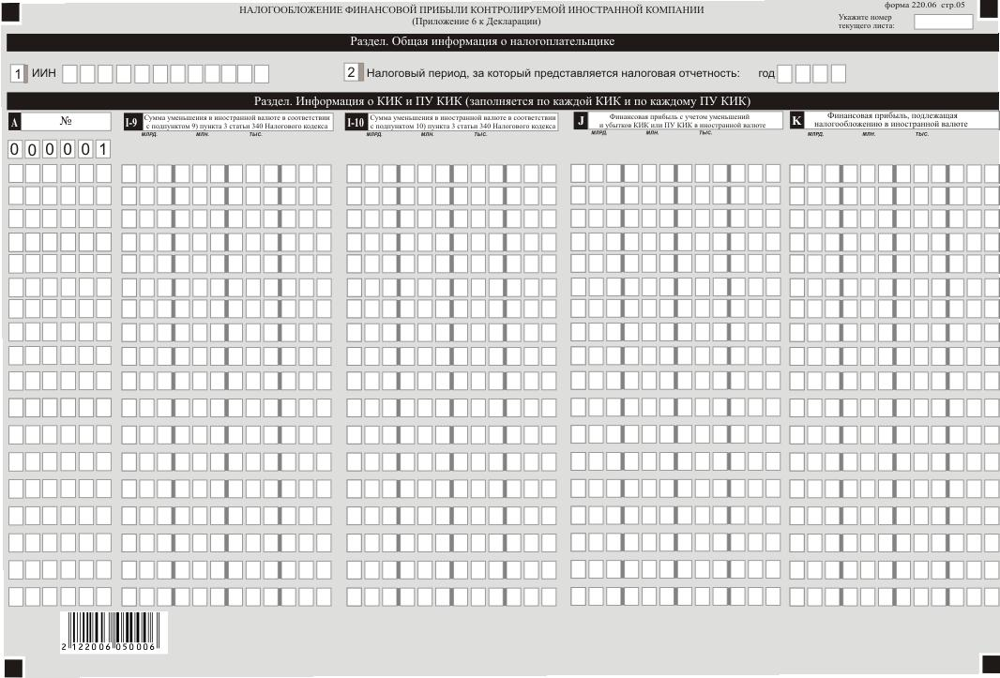 форма 220.06 стр.05
НАЛОГООБЛОЖЕНИЕ ФИНАНСОВОЙ ПРИБЫЛИ КОНТРОЛИРУЕМОЙ ИНОСТРАННОЙ КОМПАНИИ
(Приложение 6 к Декларации)
Укажите номер
текущего листа:
Раздел. Общая информация о налогоплательщике
1 ИИН
2 Налоговый период, за который представляется налоговая отчетность: год
Раздел. Информация о КИК и ПУ КИК (заполняется по каждой КИК и по каждому ПУ КИК)
A №
I-9 Сумма уменьшения в иностранной валюте в соответствии
с подпунктом 9) пункта 3 статьи 340 Налогового кодекса
I-10 Сумма уменьшения в иностранной валюте в соответствии
с подпунктом 10) пункта 3 статьи 340 Налогового кодекса
J Финансовая прибыль с учетом уменьшений
и убытков КИК или ПУ КИК в иностранной валюте
K Финансовая прибыль, подлежащая
налогообложению в иностранной валюте
МЛРД. МЛН. ТЫС. МЛРД. МЛН. ТЫС. МЛРД. МЛН. ТЫС. МЛРД. МЛН. ТЫС.
000001
2122006050006